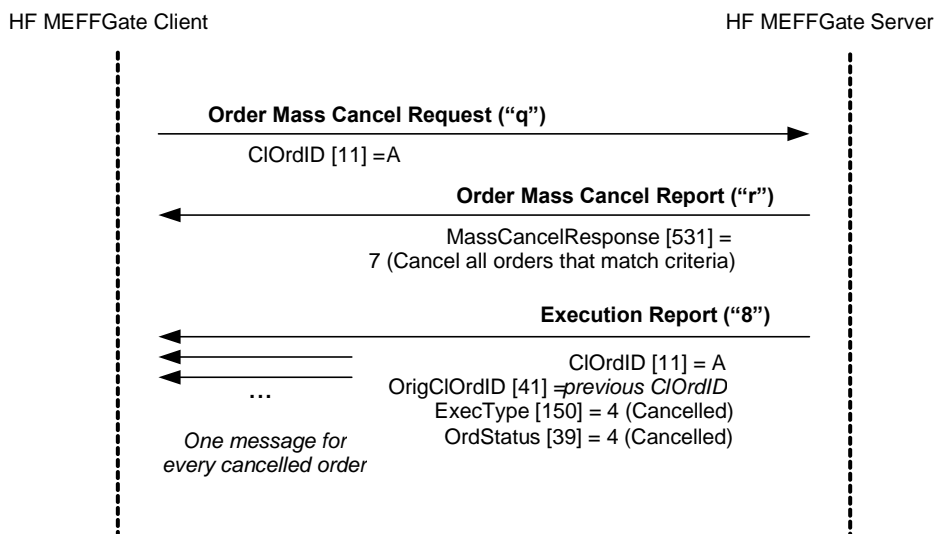 HF MEFFGate Client
HF MEFFGate Server
Order Mass Cancel Request (“q”)
ClOrdID [11] =A
Order Mass Cancel Report (“r”)
MassCancelResponse [531] =
7 (Cancel all orders that match criteria)
Execution Report (“8”)
ClOrdID [11] = A
OrigClOrdID [41] =previous ClOrdID
ExecType [150] = 4 (Cancelled)
OrdStatus [39] = 4 (Cancelled)
...
One message for
every cancelled order